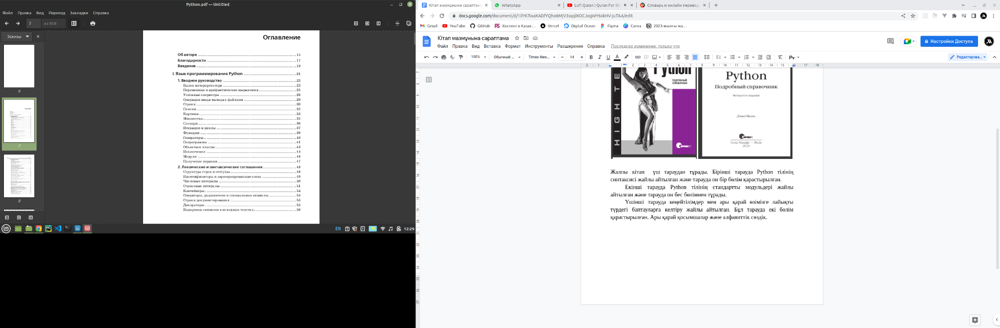 Python.pdf — Untitled
Файл Правка Вид Переход Закладки Справка
7 из 858
Эскизы
6
7
8
Оглавление
Об авторе 15
Благодарности 17
Введение 19
I. Язык программирования Python 21
1. Вводное руководство 23
Вызов интерпретатора 23
Переменные и арифметические выражения 25
Условные операторы 28
Операции ввода-вывода с файлами 29
Строки 30
Списки 32
Кортежи 33
Множества 35
Словари 36
Итерации и циклы 37
Функции 39
Генераторы 40
Сопрограммы 41
Объекты и классы 43
Исключения 44
Модули 46
Получение справки 47
2. Лексические и синтаксические соглашения 48
Структура строк и отступы 48
Идентификаторы и зарезервированные слова 49
Числовые литералы 50
Строковые литералы 51
Контейнеры 54
Операторы, разделители и специальные символы 54
Строки документирования 55
Декораторы 55
Кодировка символов в исходных текстах 56
EN 12:29
Кітап мазмұнына сараптам
WhatsApp
Lofi Quran | Quran For Sle
Словарь и онлайн перевод
docs.google.com/document/d/1ilYKTwaXADfYQho6MjV3sqqlKOCJogWY6xkHV-juTAA/edit
Gmail YouTube GitHub Хостинг в Казах... Vercel Digital Ocean Figma Canva 2023-жылғы ма...
Кітап мазмұнына сараптама
Файл Правка Вид Вставка Формат Инструменты Расширения Справка Последнее изменение: только что
Настройки Доступа
100% Обычный ... Times New... 14 Редактирова...
HIGH TE
Python
ПОДРОБНЫЙ
СПРАВОЧНИК
Python
Подробный справочник
Четвертое издание
Дэвид Бизли
Санкт-Петербург — Москва
2010
Жалпы кітап үш тараудан тұрады. Бірінші тарауда Python тілінің
синтаксисі жайлы айтылған және тарауда он бір бөлім қарастырылған.
Екінші тарауда Python тілінің стандартты модульдері жайлы
айтылған және тарауда он бес бөлімнен тұрады.
Үшінші тарауда кеңейтілімдер мен ары қарай өзімізге лайықты
түрдегі баптауларға келтіру жайлы айтылған. Бұл тарауда екі бөлім
қарастырылған. Ары қарай қосымшалар және алфавиттік сөздік.